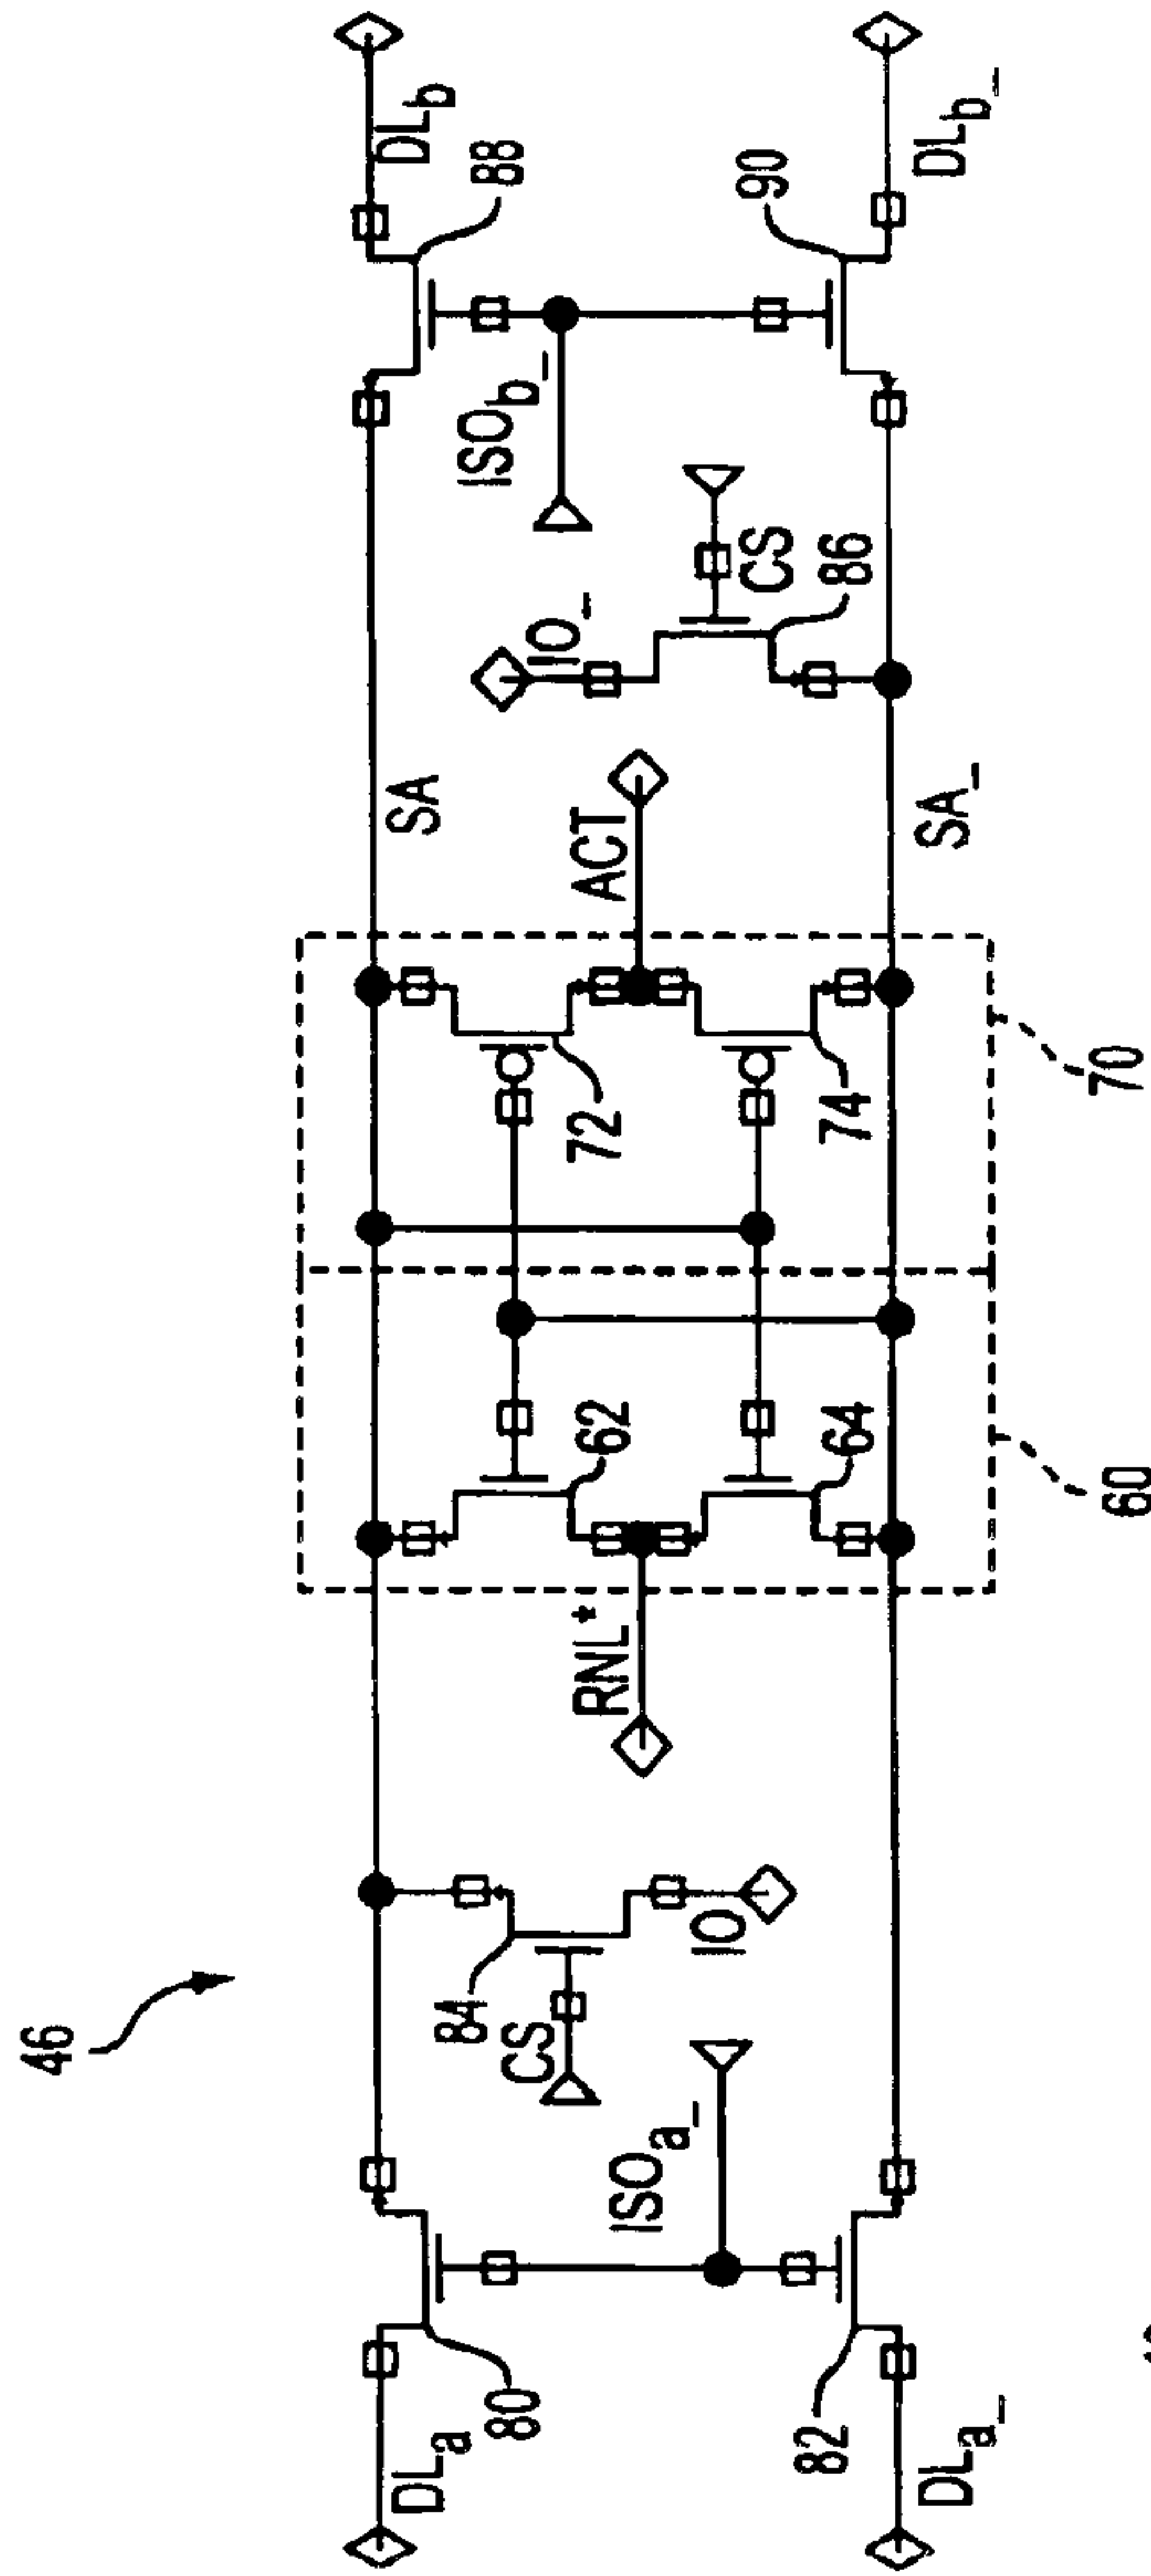 46
DLa
80
82
DLa_
ISOa_
84
CS
IO
RNL*
62
64
60
72
74
70
ACT
SA
SA_
IO_
CS
86
ISOb_
DLb
88
90
DLb_